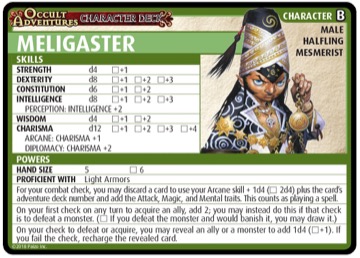 OCCULT
ADVENTURES CHARACTER DECK
CHARACTER B
MELIGASTER
MALE
HALFLING
MESMERIST
SKILLS
STRENGTH d4 □+1
DEXTERITY d8 □+1 □+2 □+3
CONSTITUTION d6 □+1 □+2
INTELLIGENCE d8 □+1 □+2 □+3
PERCEPTION: INTELLIGENCE +2
WISDOM d4 □+1 □+2
CHARISMA d12 □+1 □+2 □+3 □+4
ARCANE: CHARISMA +1
DIPLOMACY: CHARISMA +2
POWERS
HAND SIZE 5 □ 6
PROFICIENT WITH Light Armors
For your combat check, you may discard a card to use your Arcane skill + 1d4 (□ 2d4) plus the card's
adventure deck number and add the Attack, Magic, and Mental traits. This counts as playing a spell.
On your first check on any turn to acquire an ally, add 2; you may instead do this if that check
is to defeat a monster. (□ If you defeat the monster and would banish it, you may draw it.)
On your check to defeat or acquire, you may reveal an ally or a monster to add 1d4 (□+1). If
you fail the check, recharge the revealed card.
©2016 Paizo Inc.